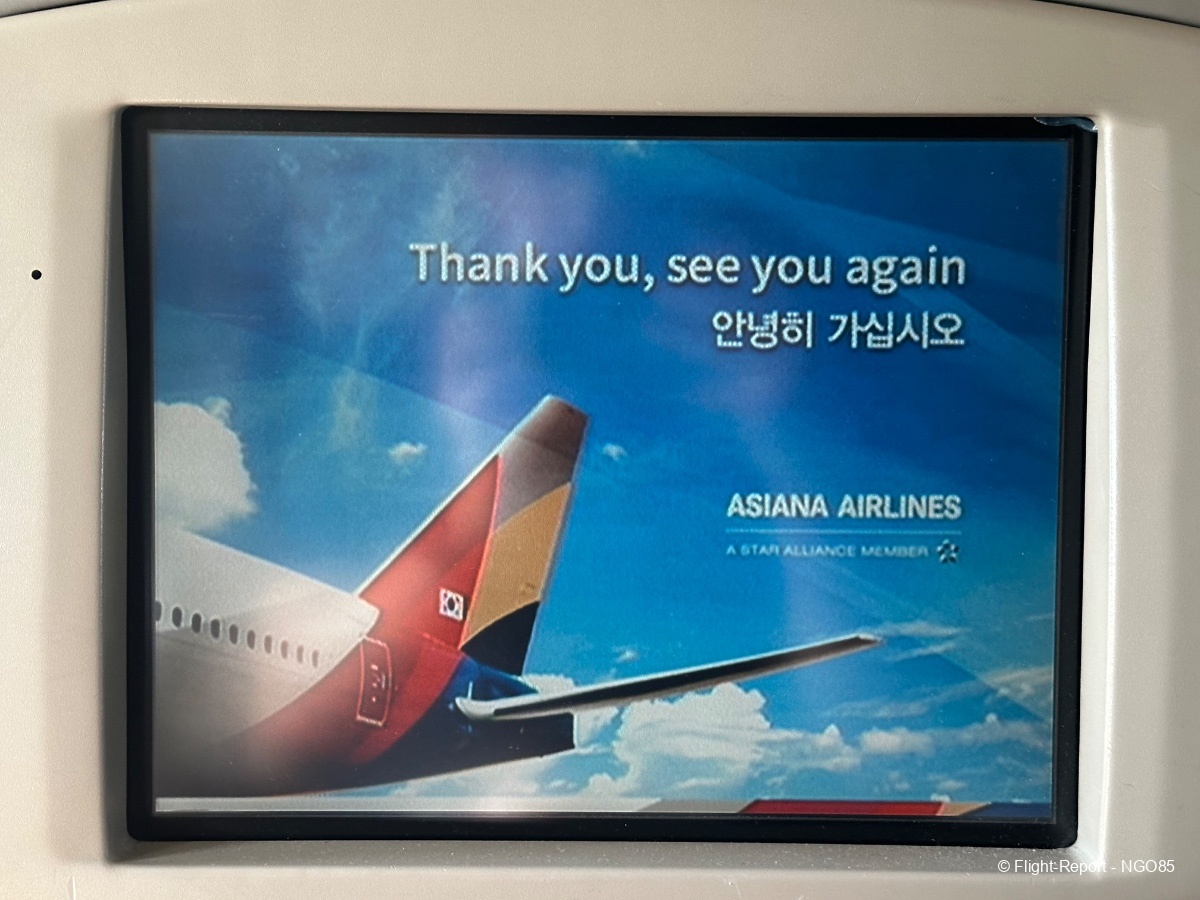 Thank you, see you again
안녕히 가십시오
ASIANA AIRLINES
A STAR ALLIANCE MEMBER
© Flight-Report - NGO85